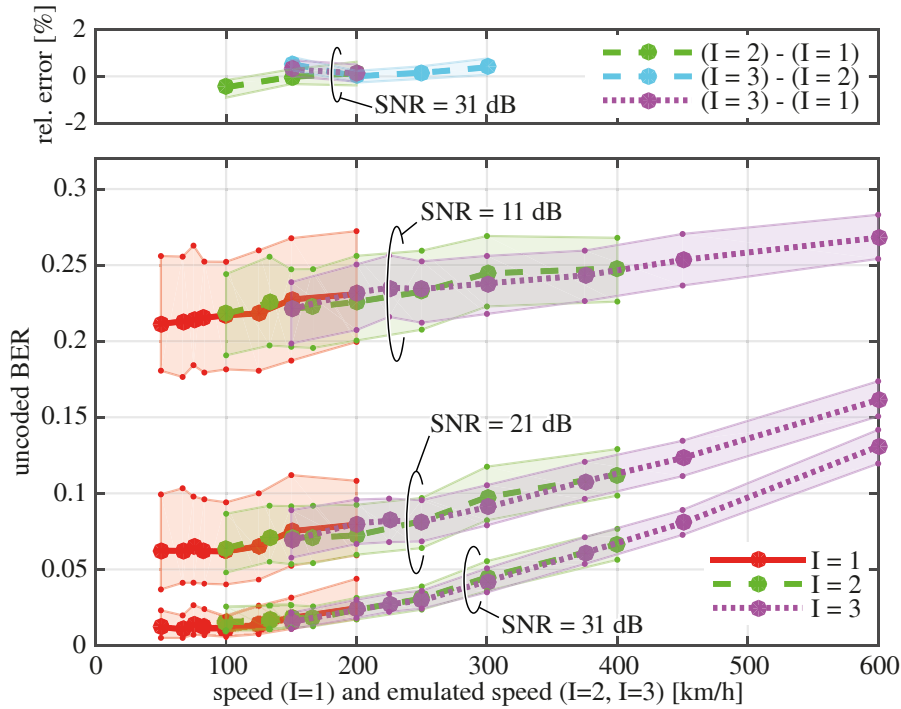 rel. error [%]
2
0
-2
(I = 2) - (I = 1)
(I = 3) - (I = 2)
(I = 3) - (I = 1)
SNR = 31 dB
uncoded BER
0.3
0.25
0.2
0.15
0.1
0.05
0
SNR = 11 dB
SNR = 21 dB
SNR = 31 dB
I = 1
I = 2
I = 3
0 100 200 300 400 500 600
speed (I=1) and emulated speed (I=2, I=3) [km/h]